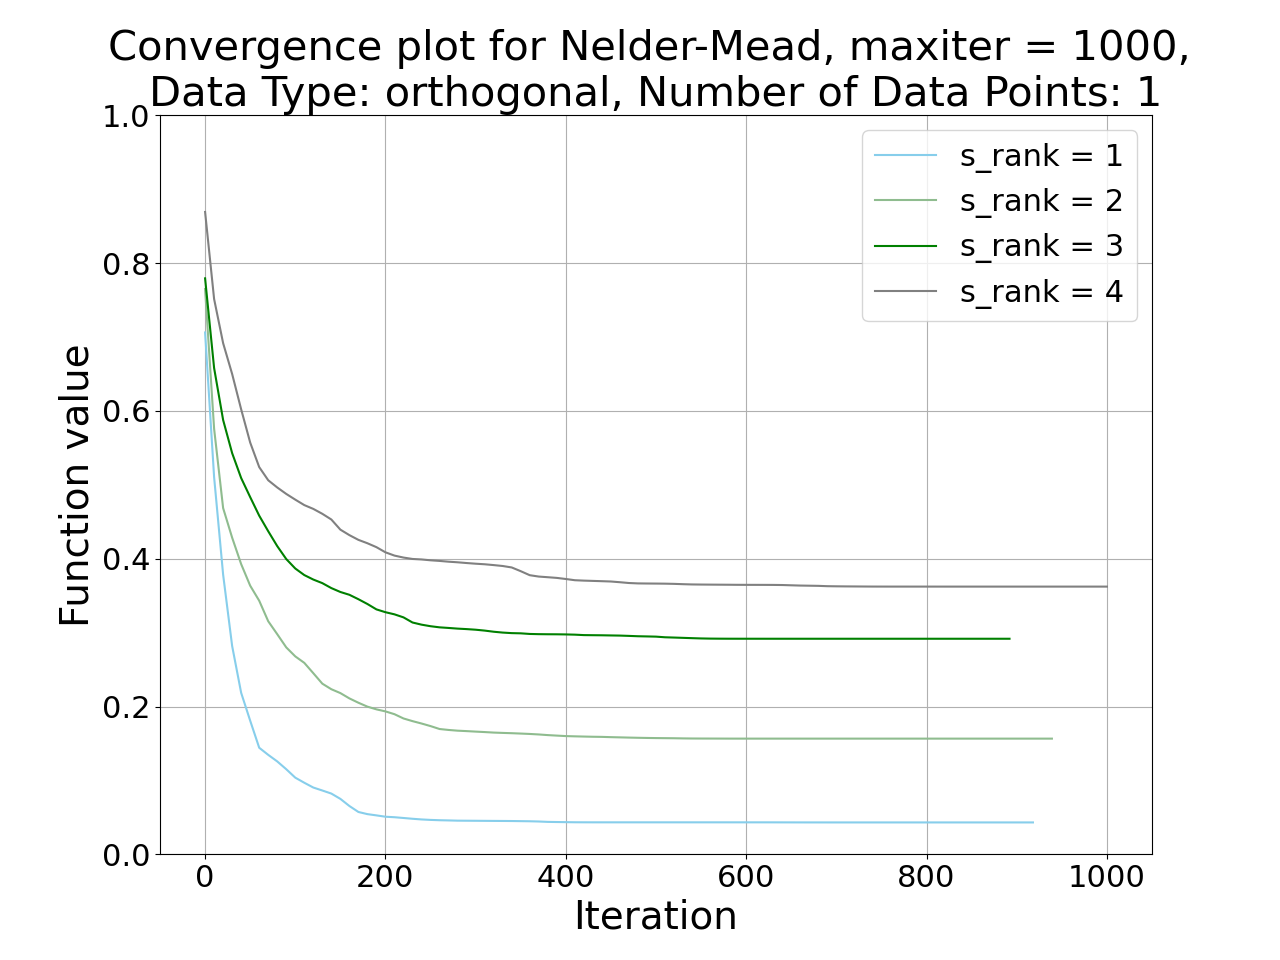 Convergence plot for Nelder-Mead, maxiter = 1000,
Data Type: orthogonal, Number of Data Points: 1
1.0
0.8
0.6
0.4
0.2
0.0
Function value
s_rank = 1
s_rank = 2
s_rank = 3
s_rank = 4
0
200
400
600
800
1000
Iteration